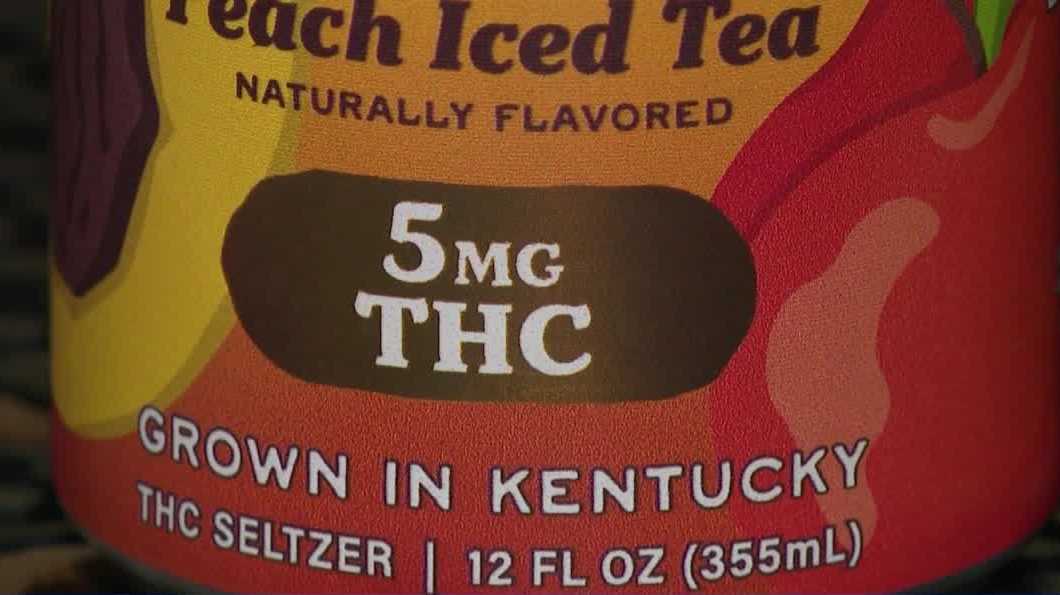 Peach Iced Tea
NATURALLY FLAVORED
5MG
THC
GROWN IN KENTUCKY
THC SELTZER | 12 FL OZ (355mL)